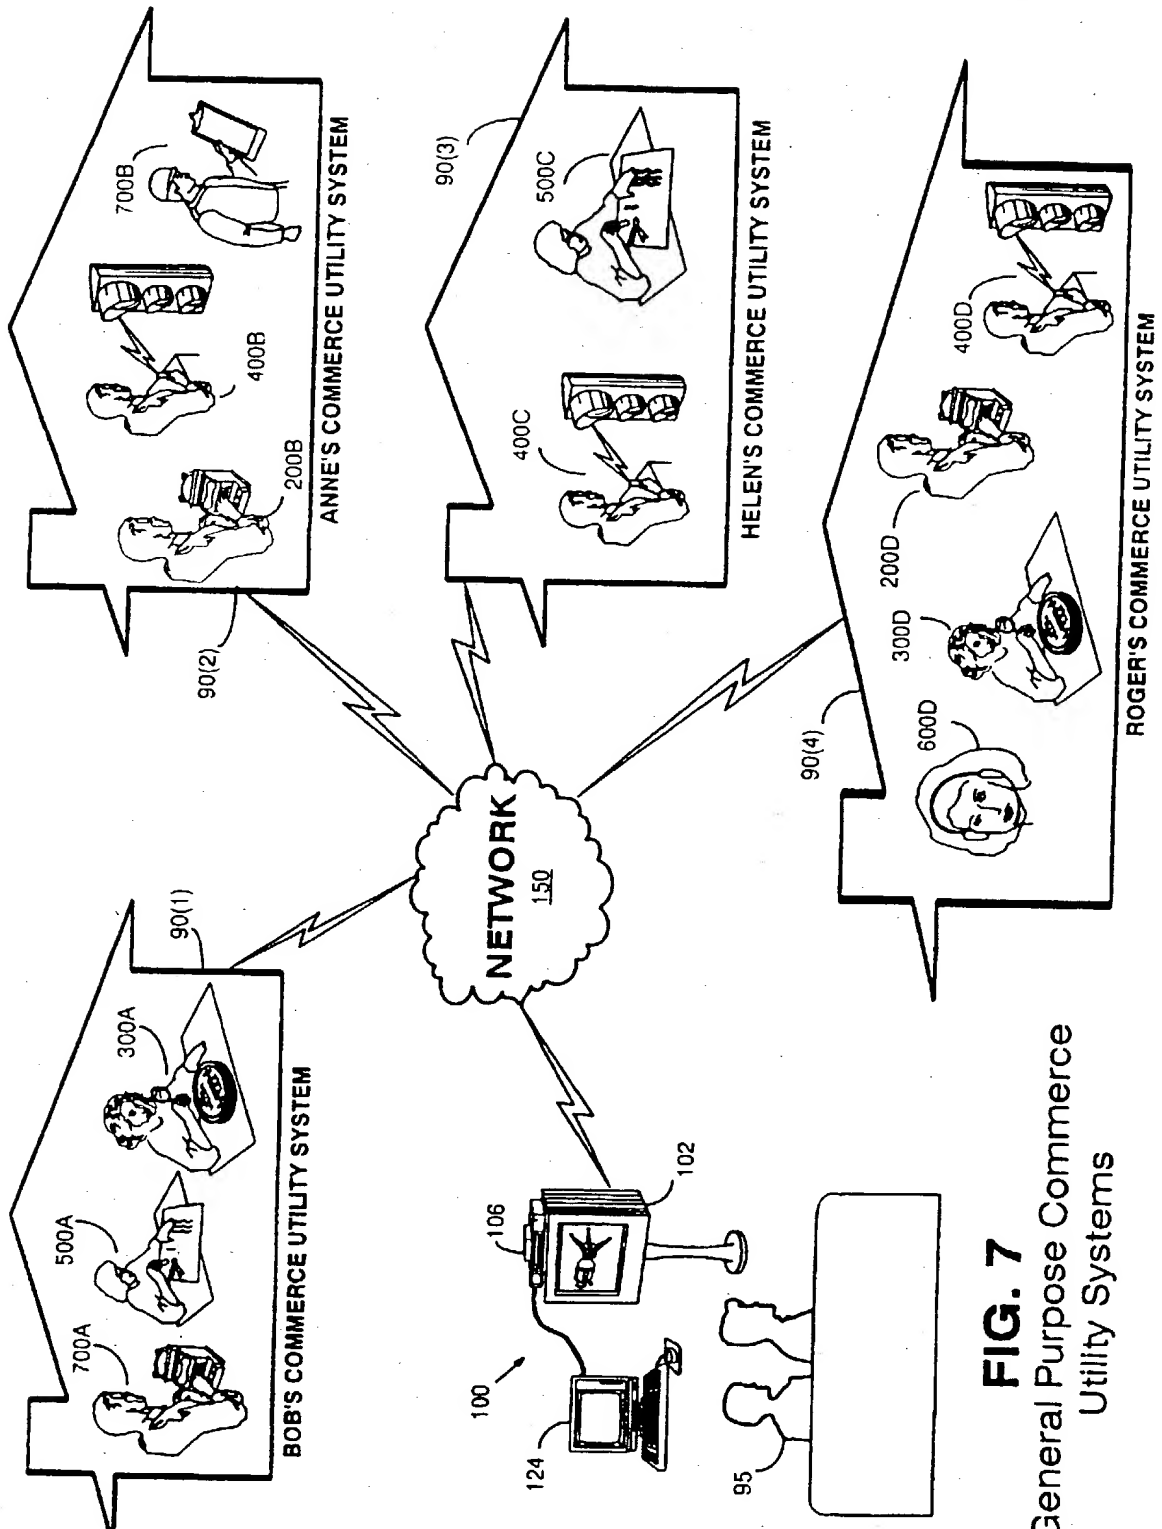 700A
500A
300A
90(1)
BOB'S COMMERCE UTILITY SYSTEM
90(2)
200B
400B
700B
ANNE'S COMMERCE UTILITY SYSTEM
NETWORK
150
90(3)
400C
500C
HELEN'S COMMERCE UTILITY SYSTEM
100
124
106
102
95
90(4)
600D
300D
200D
400D
ROGER'S COMMERCE UTILITY SYSTEM
FIG. 7
General Purpose Commerce
Utility Systems